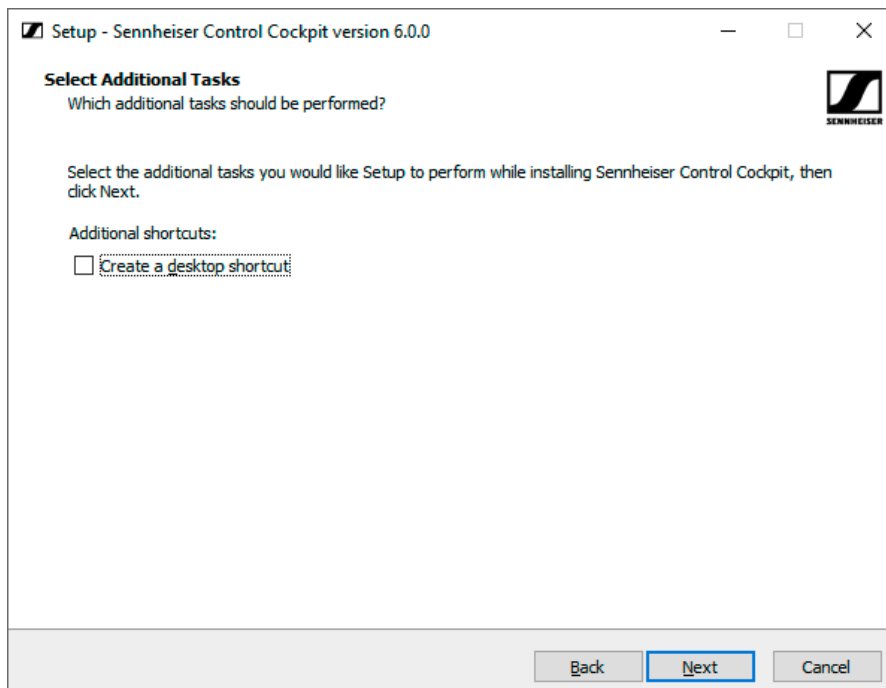 Setup - Sennheiser Control Cockpit version 6.0.0
Select Additional Tasks
Which additional tasks should be performed?
SENNHEISER
Select the additional tasks you would like Setup to perform while installing Sennheiser Control Cockpit, then
click Next.
Additional shortcuts:
Create a desktop shortcut
Back Next Cancel